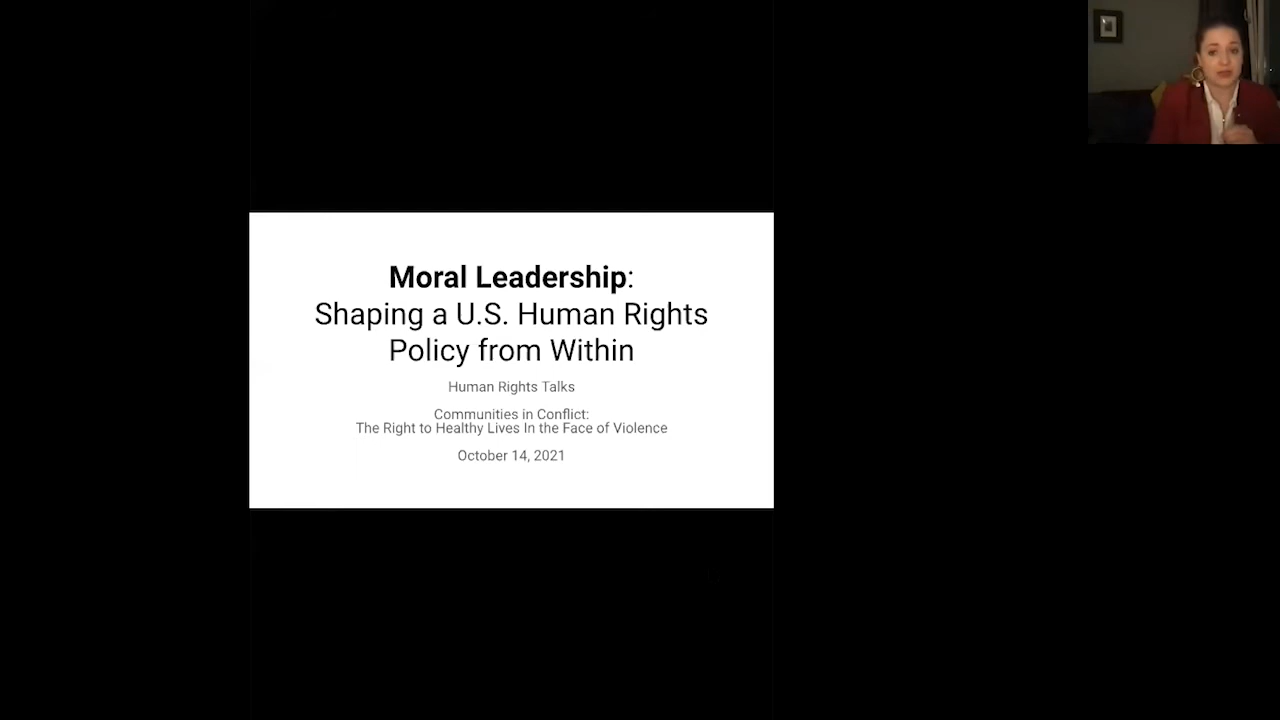 Moral Leadership:
Shaping a U.S. Human Rights
Policy from Within
Human Rights Talks
Communities in Conflict:
The Right to Healthy Lives In the Face of Violence
October 14, 2021